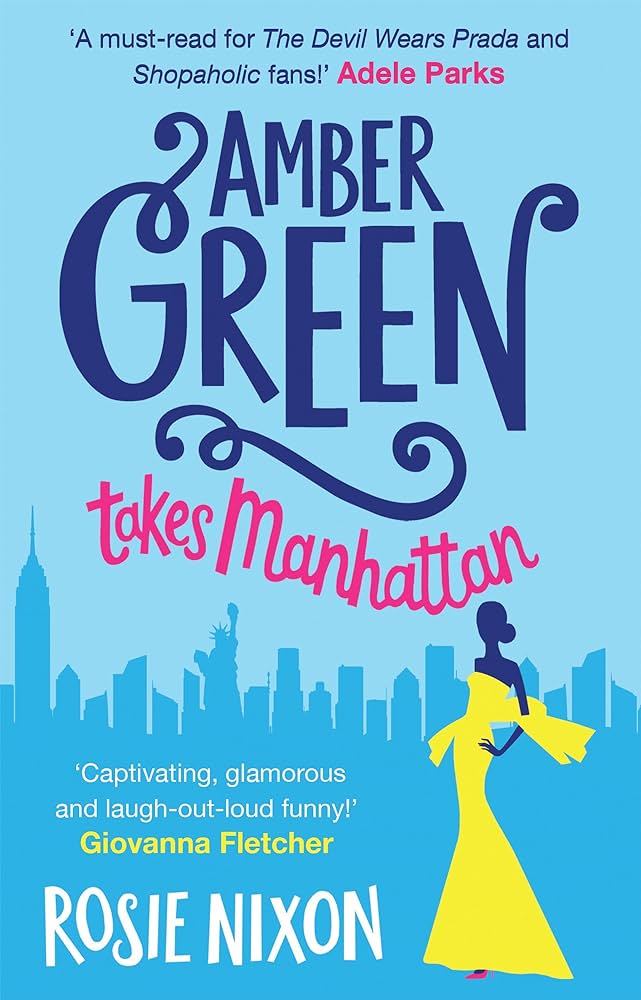 ‘A must-read for The Devil Wears Prada and
Shopaholic fans!’ Adele Parks
AMBER
GREEN
takes Manhattan
‘Captivating, glamorous
and laugh-out-loud funny!’
Giovanna Fletcher
ROSIE NIXON